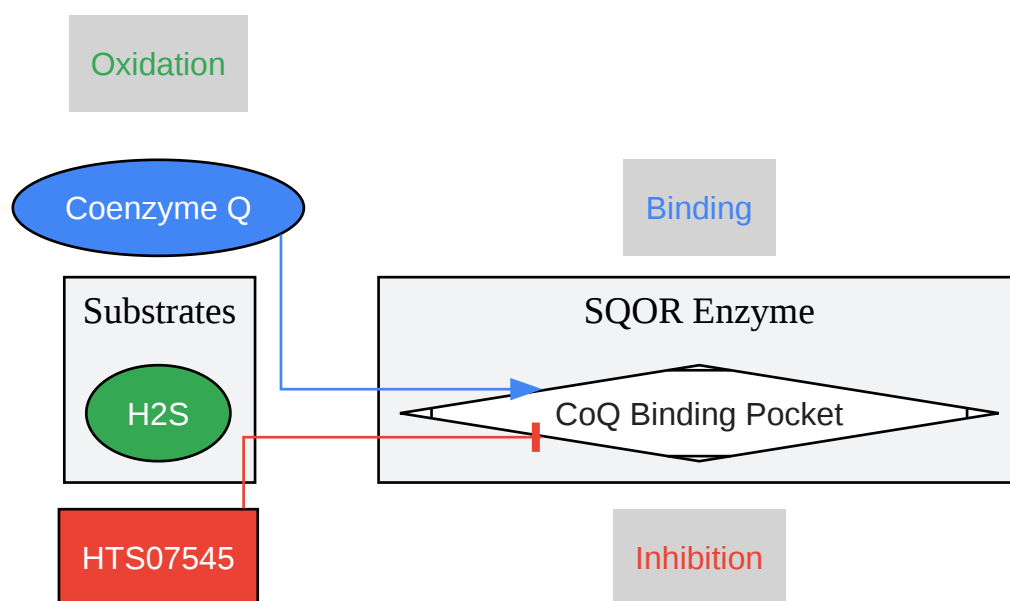 Oxidation
Coenzyme Q
Binding
Substrates
SQOR Enzyme
H2S
CoQ Binding Pocket
HTS07545
Inhibition